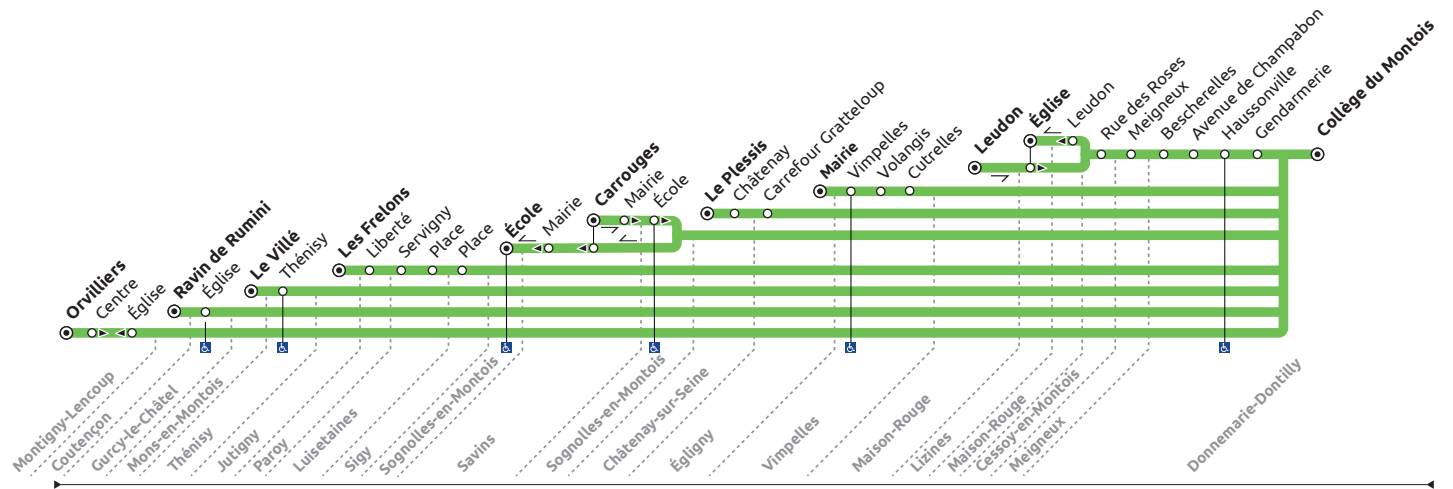 Orvilliers
Centre
Église
Ravin de Rumini
Église
Le Villé
Thénisy
Les Frelons
Liberté
Servigny
Place
Place
École
Mairie
Carrouges
Mairie
École
Le Plessis
Châtenay
Carrefour Gratteloup
Mairie
Vimpelles
Volangis
Cutrelles
Leudon
Église
Leudon
Rue des Roses
Meigneux
Bescherelles
Avenue de Champabon
Haussonville
Gendarmerie
Collège du Montois
Montigny-Lencoup
Coutençon
Gurcy-le-Châtel
Mons-en-Montois
Thénisy
Jutigny
Paroy
Luisetaines
Sigy
Sognolles-en-Montois
Savins
Sognolles-en-Montois
Châtenay-sur-Seine
Égligny
Vimpelles
Maison-Rouge
Lizines
Maison-Rouge
Cessoy-en-Montois
Meigneux
Donnemarie-Dontilly